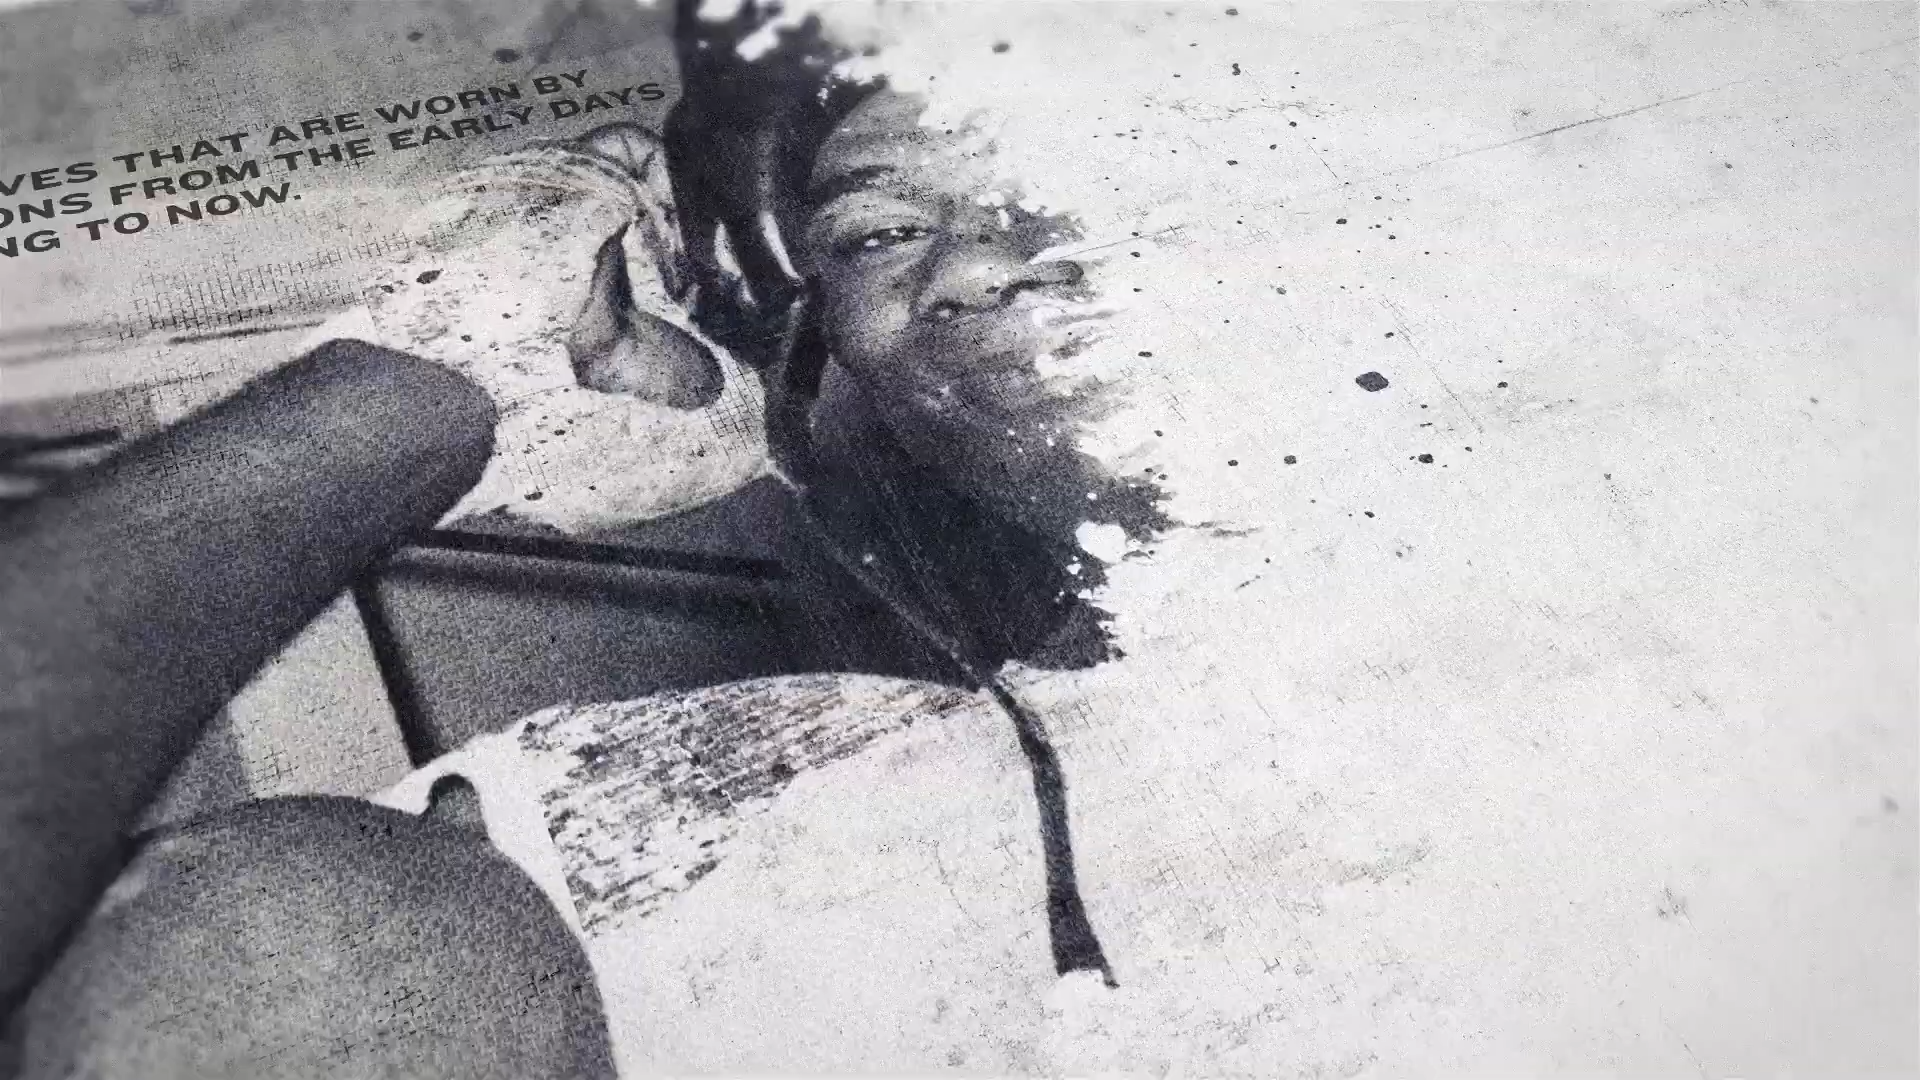 VES THAT ARE WORN BY
ONS FROM THE EARLY DAYS
NG TO NOW.